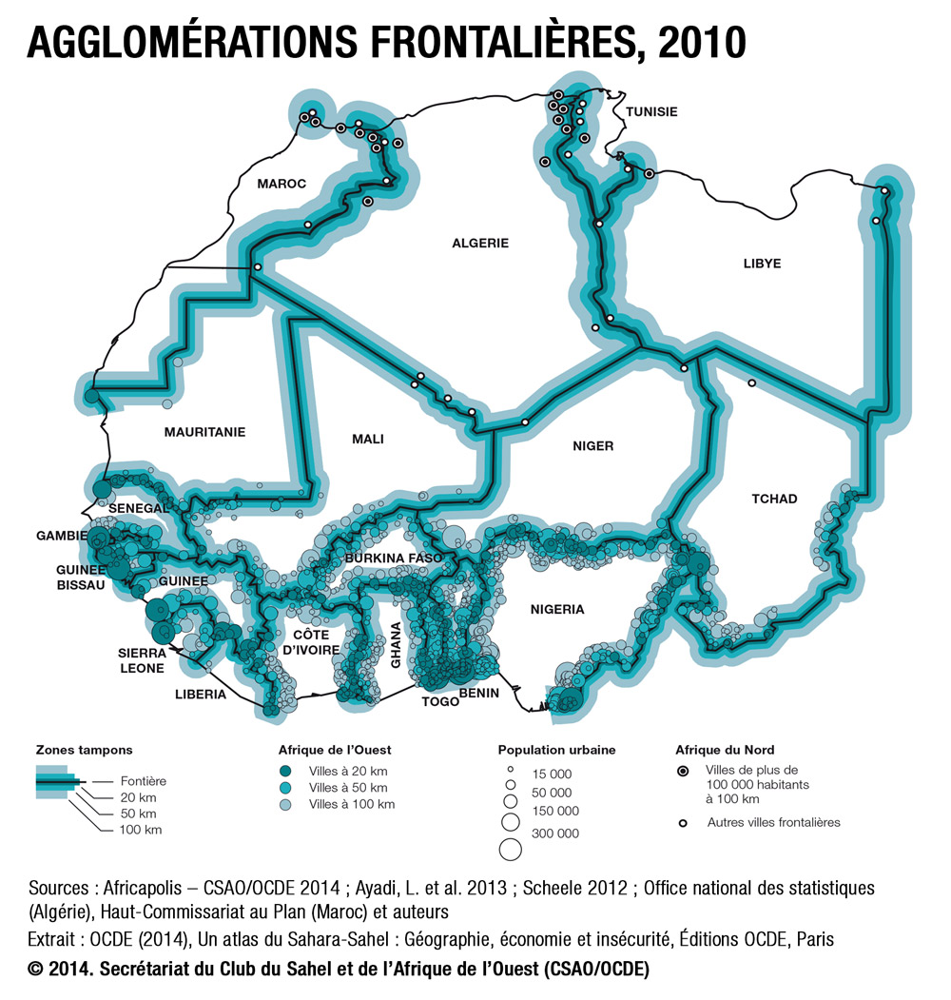 AGGLOMÉRATIONS FRONTALIÈRES, 2010
TUNISIE
MAROC
ALGERIE
LIBYE
MAURITANIE
MALI
NIGER
TCHAD
SENEGAL
GAMBIE
BURKINA FASO
GUINEE
BISSAU
GUINEE
NIGERIA
CÔTE
D'IVOIRE
GHANA
SIERRA
LEONE
LIBERIA
TOGO
BENIN
Zones tampons
Fontière
20 km
50 km
100 km
Afrique de l'Ouest
Villes à 20 km
Villes à 50 km
Villes à 100 km
Population urbaine
15 000
50 000
150 000
300 000
Afrique du Nord
Villes de plus de
100 000 habitants
à 100 km
Autres villes frontalières
Sources : Africapolis – CSAO/OCDE 2014 ; Ayadi, L. et al. 2013 ; Scheele 2012 ; Office national des statistiques
(Algérie), Haut-Commissariat au Plan (Maroc) et auteurs
Extrait : OCDE (2014), Un atlas du Sahara-Sahel : Géographie, économie et insécurité, Éditions OCDE, Paris
© 2014. Secrétariat du Club du Sahel et de l'Afrique de l'Ouest (CSAO/OCDE)